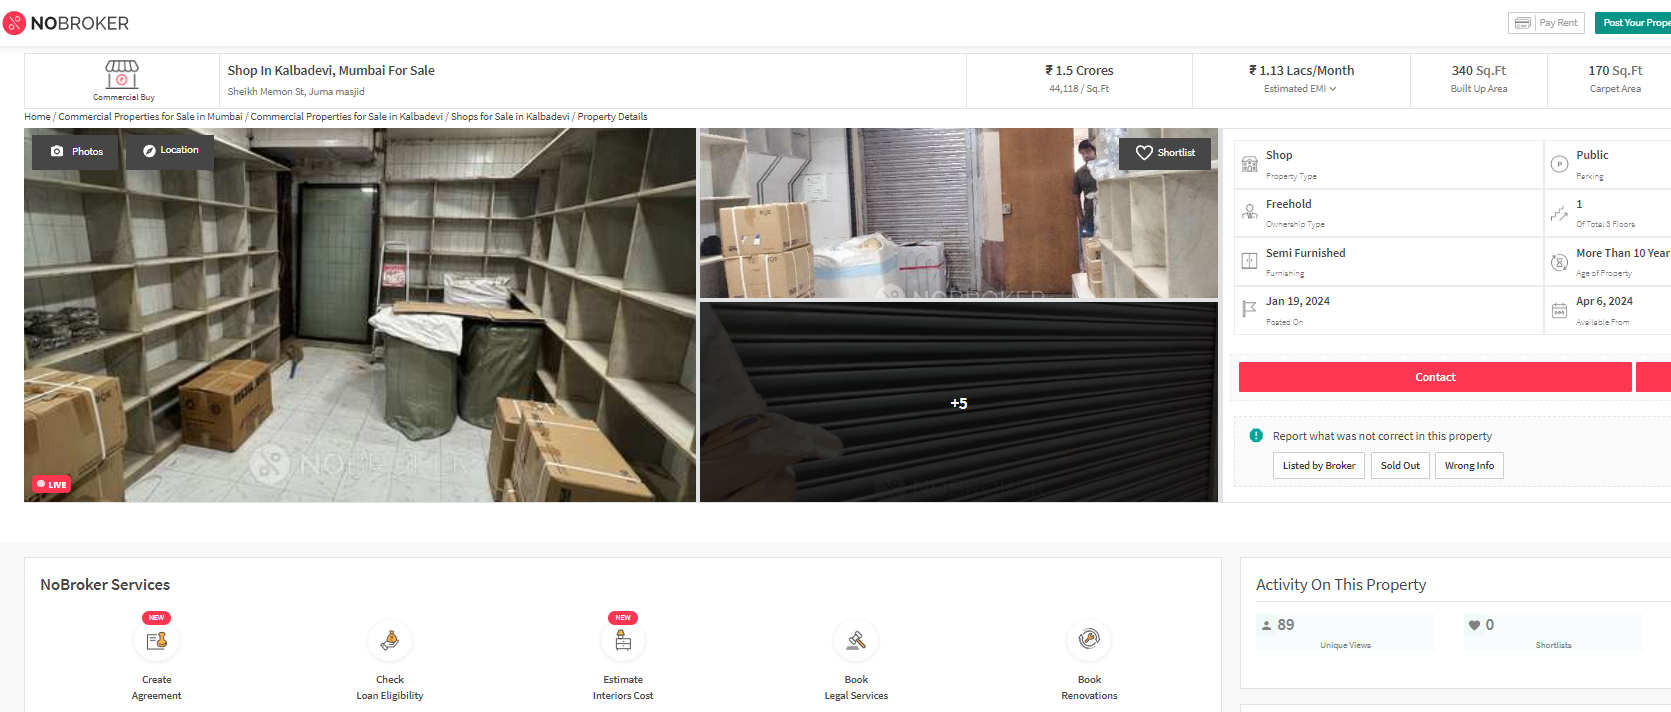 NOBROKER
Pay Rent
Post Your Prope
Commercial Buy
Shop In Kalbadevi, Mumbai For Sale
Sheikh Memon St, Juma masjid
₹ 1.5 Crores
44,118 / Sq.Ft
₹ 1.13 Lacs/Month
Estimated EMI
340 Sq.Ft
Built Up Area
170 Sq.Ft
Carpet Area
Home / Commercial Properties for Sale in Mumbai / Commercial Properties for Sale in Kalbadevi / Shops for Sale in Kalbadevi / Property Details
Photos
Location
Shortlist
NOBROKER
NOBROKER
+5
LIVE
Shop
Property Type
Public
Parking
Freehold
Ownership Type
1
Of Total 3 Floors
Semi Furnished
Furnishing
More Than 10 Year
Age of Property
Jan 19, 2024
Posted On
Apr 6, 2024
Available From
Contact
Report what was not correct in this property
Listed by Broker
Sold Out
Wrong Info
NoBroker Services
NEW
Create
Agreement
Check
Loan Eligibility
NEW
Estimate
Interiors Cost
Book
Legal Services
Book
Renovations
Activity On This Property
89
Unique Views
0
Shortlists